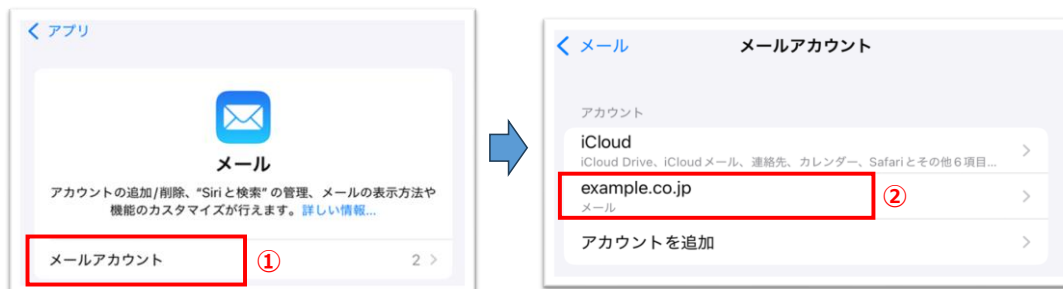 アプリ
メール
アカウントの追加/削除、"Siriと検索" の管理、メールの表示方法や
機能のカスタマイズが行えます。詳しい情報...
メールアカウント
①
2
メール
メールアカウント
アカウント
iCloud
iCloud Drive、iCloudメール、連絡先、カレンダー、Safariとその他6項目...
example.co.jp
メール
②
アカウントを追加